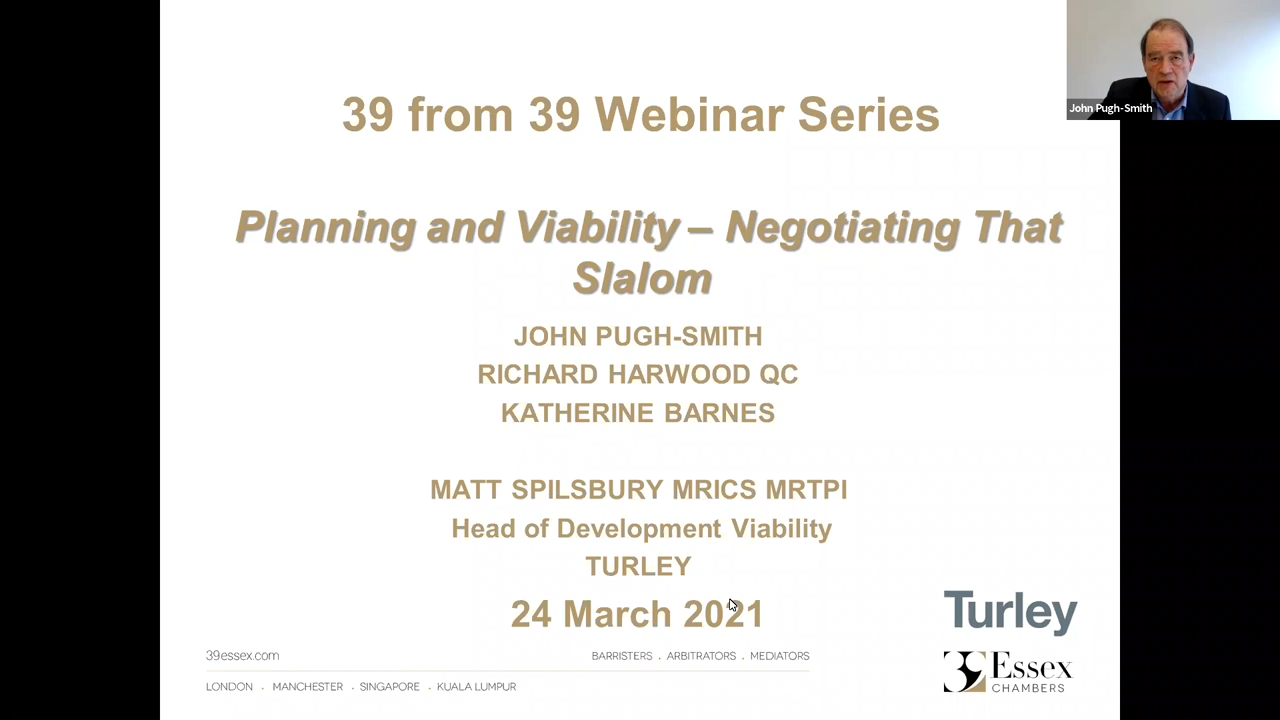 39 from 39 Webinar Series
John Pugh-Smith
Planning and Viability – Negotiating That
Slalom
JOHN PUGH-SMITH
RICHARD HARWOOD QC
KATHERINE BARNES
MATT SPILSBURY MRICS MRTPI
Head of Development Viability
TURLEY
24 March 2021
Turley
39essex.com
BARRISTERS . ARBITRATORS . MEDIATORS
LONDON . MANCHESTER . SINGAPORE . KUALA LUMPUR
39 Essex
CHAMBERS